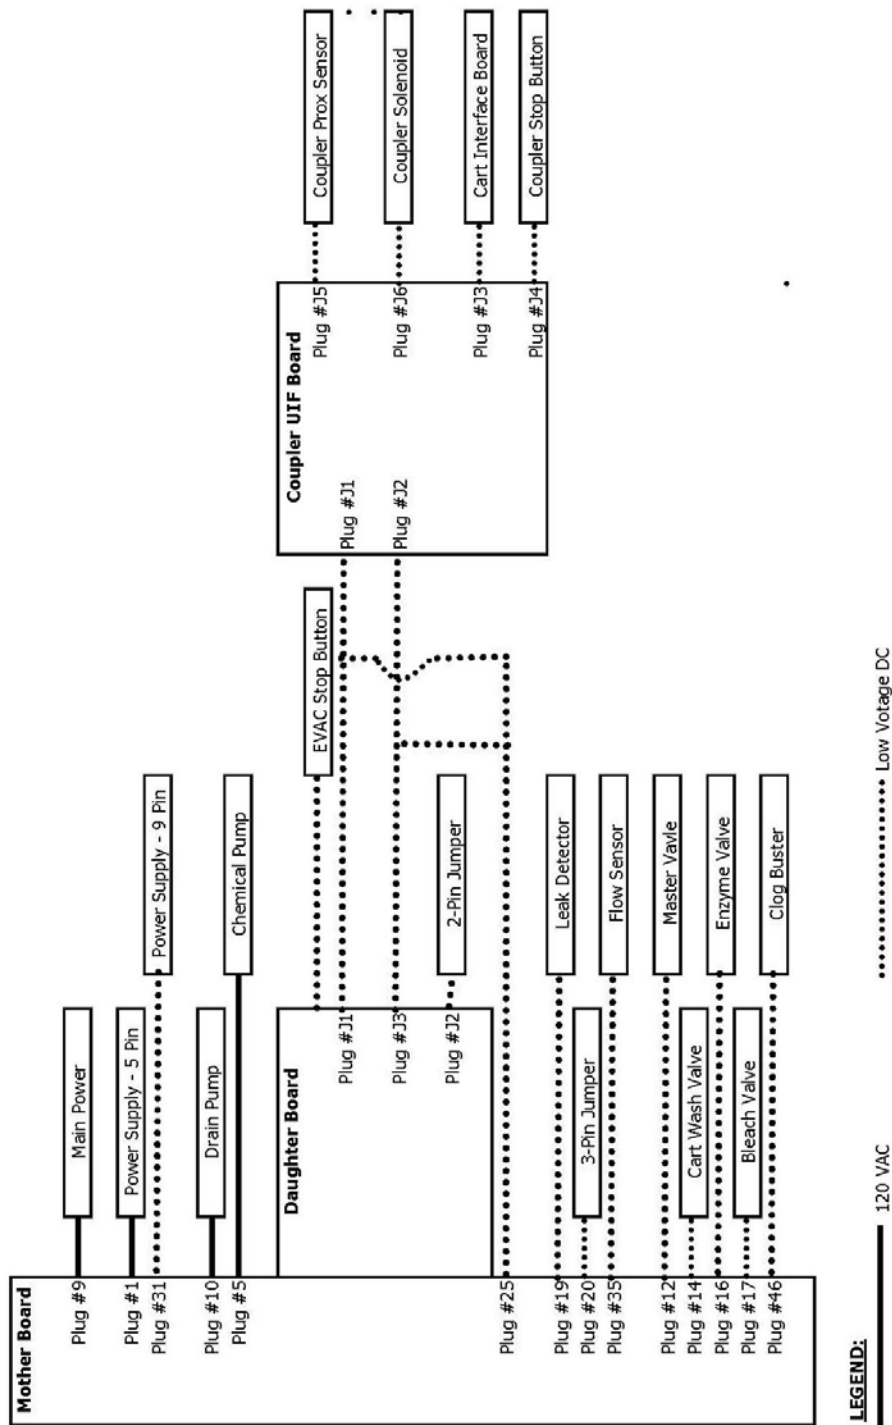 Mother Board
Plug #9
Main Power
Plug #1
Power Supply - 5 Pin
Plug #31
Power Supply - 9 Pin
Plug #10
Drain Pump
Plug #5
Chemical Pump
Daughter Board
EVAC Stop Button
Plug #J1
Plug #J3
Plug #J2
2-Pin Jumper
Plug #25
Coupler UIF Board
Plug #J1
Plug #J2
Plug #J5
Coupler Prox Sensor
Plug #J6
Coupler Solenoid
Plug #J3
Cart Interface Board
Plug #J4
Coupler Stop Button
Plug #19
Leak Detector
Plug #20
3-Pin Jumper
Plug #35
Flow Sensor
Plug #12
Master Vavle
Plug #14
Cart Wash Valve
Plug #16
Enzyme Valve
Plug #17
Bleach Valve
Plug #46
Clog Buster
LEGEND:
120 VAC
Low Votage DC